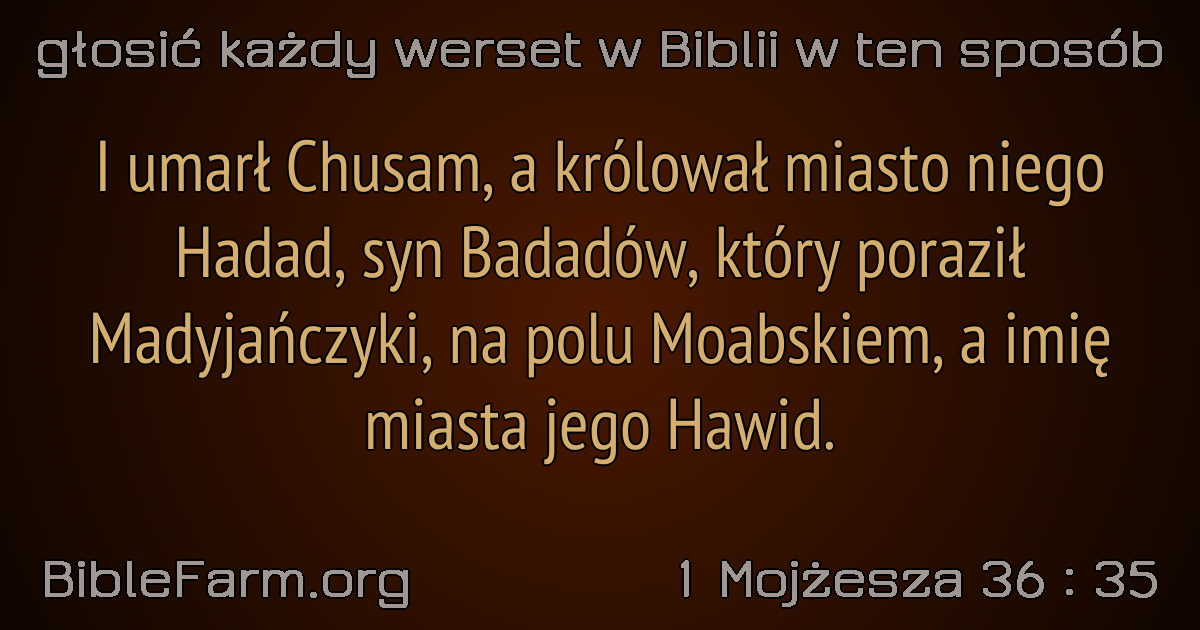 głosić każdy werset w Biblii w ten sposób
I umarł Chusam, a królował miasto niego
Hadad, syn Badadów, który poraził
Madyjańczyki, na polu Moabskiem, a imię
miasta jego Hawid.
BibleFarm.org
1 Mojżesza 36 : 35